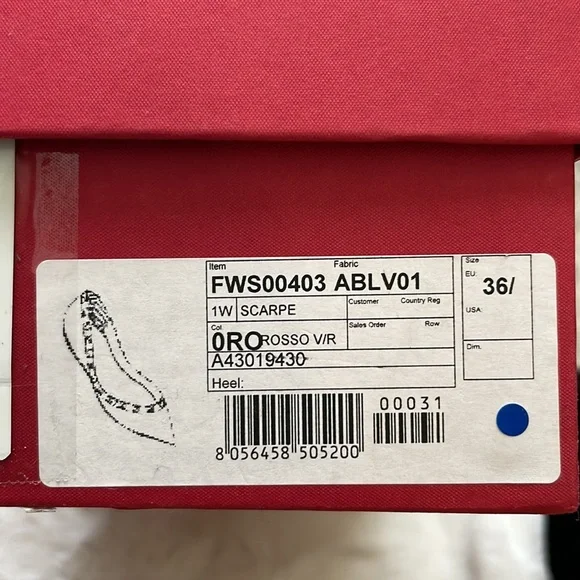 Item Fabric
FWS00403 ABLV01
1W SCARPE
Customer Country Reg
Col
0RO ROSSO V/R
Sales Order Row
A43019430
Heel:
Size
EU:
36/
USA:
Dim.
00031
8 056458 505200